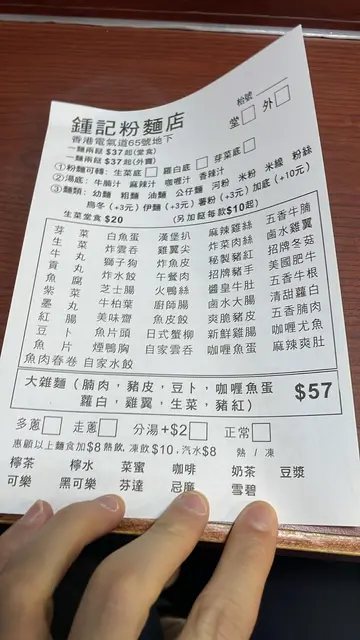 枱號
鍾記粉麵店
堂□ 外□
香港電氣道65號地下
一麵兩餸 $37起(堂食)
一麵兩餸 $37起(外賣)
①粉麵可轉：生菜底□ 蘿白底□ 芽菜底□
②湯底：牛腩汁 麻辣汁 咖喱汁 香辣汁
③麵類：幼麵 粗麵 油麵 公仔麵 河粉 米粉 米線 粉絲
烏冬(+3元) 伊麵(+3元) 薯粉(+3元) 加底(+10元)
生菜堂食 $20 (另加餸每款$10起)
芽菜 白魚蛋 漢堡扒 麻辣雞絲 五香牛腩
生菜 炸雲吞 雞翼尖 炸菜肉絲 鹵水雞翼
牛丸 獅子狗 炸魚皮 秘製豬紅 招牌冬菇
貢丸 炸水餃 午餐肉 招牌豬手 美國肥牛
魚腐 芝士腸 火鴨絲 醬皇牛肚 五香牛根
紫菜 牛柏葉 廚師腸 鹵水大腸 清甜蘿白
墨丸 美味齋 魚皮餃 爽脆豬皮 五香腩肉
紅腸 魚片頭 日式蟹柳 新鮮雞腸 咖喱尤魚
豆卜 煙鴨胸 自家雲吞 咖喱魚蛋 麻辣爽肚
魚片
魚肉春卷 自家水餃
大雜麵 (腩肉，豬皮，豆卜，咖喱魚蛋
蘿白，雞翼，生菜，豬紅) $57
多蔥□ 走蔥□ 分湯+$2□ 正常□
惠顧以上麵食加$8熱飲，凍飲$10，汽水$8 熱/凍
檸茶 檸水 菜蜜 咖啡 奶茶 豆漿
可樂 黑可樂 芬達 忌廉 雪碧